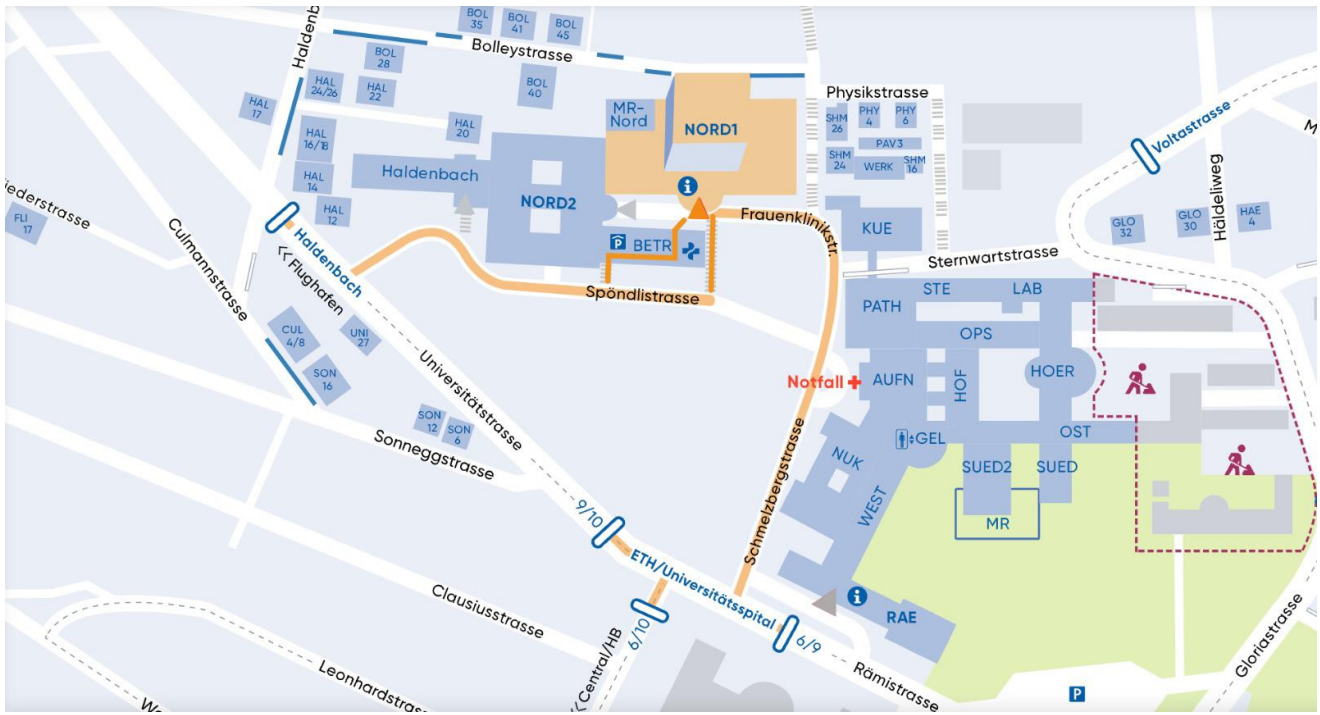 BOL
35
BOL
41
BOL
45
Bolleystrasse
Haldenb
BOL
28
HAL
24/26
HAL
22
HAL
17
BOL
40
MR-
Nord
NORD1
Physikstrasse
SHM
26
PHY
4
PHY
6
PAV3
SHM
24
WERK
SHM
16
Voltastrasse
HAL
20
HAL
16/18
HAL
14
HAL
12
Haldenbach
NORD2
i
Frauenklinikstr.
KUE
GLO
32
GLO
30
HAE
4
Häldeliweg
FLI
17
Culmannstrasse
Haldenbach
<< Flughafen
P
BETR
Spöndlistrasse
Sternwartstrasse
STE
LAB
PATH
OPS
CUL
4/8
UNI
27
SON
16
SON
12
SON
6
Universitätstrasse
Sonneggstrasse
Notfall
AUFN
HOF
HOER
GEL
OST
NUK
SUED2
SUED
WEST
MR
Schmelzbergstrasse
9/10
ETH/Universitätsspital
6/10
6/9
i
RAE
Clausiusstrasse
<<Central/HB
Leonhardstrass
Rämistrasse
P
Gloriastrasse